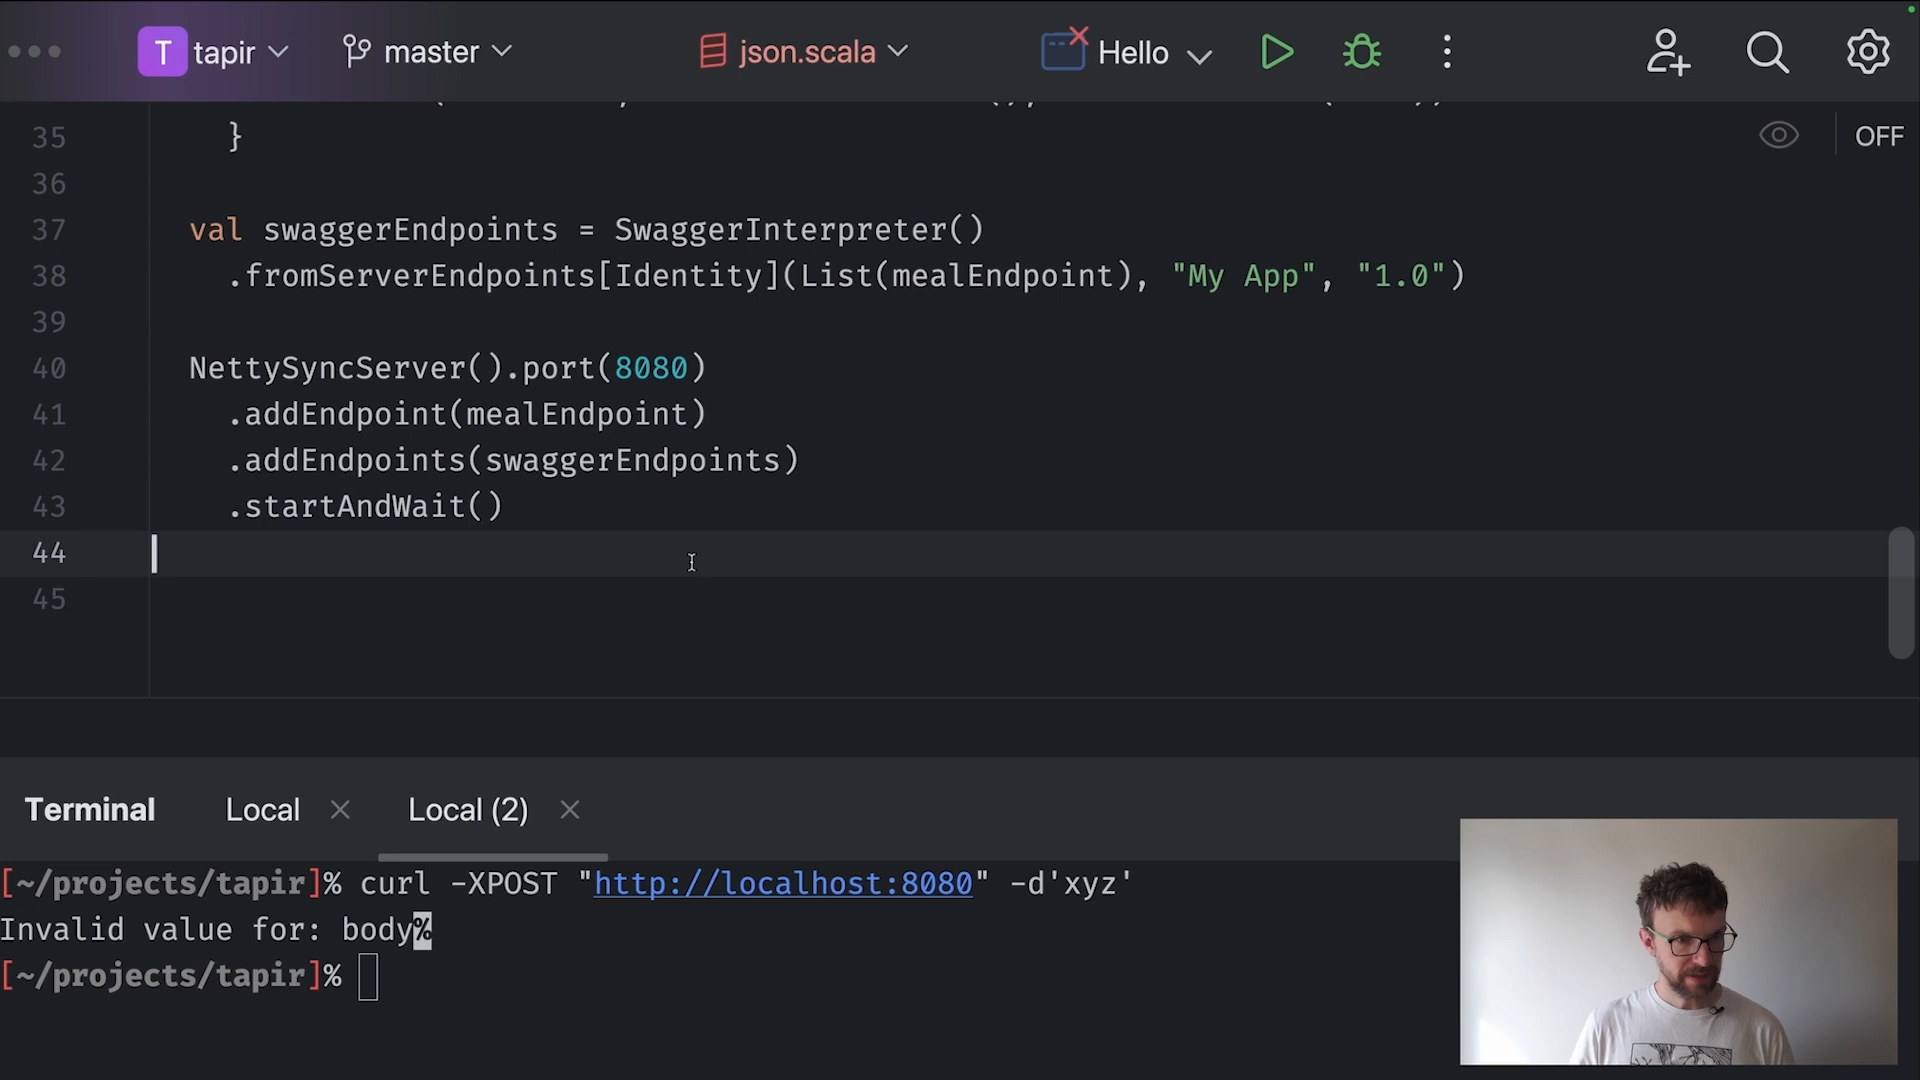 T tapir master json.scala Hello
35 }
OFF
36
37 val swaggerEndpoints = SwaggerInterpreter()
38 .fromServerEndpoints[Identity](List(mealEndpoint), "My App", "1.0")
39
40 NettySyncServer().port(8080)
41 .addEndpoint(mealEndpoint)
42 .addEndpoints(swaggerEndpoints)
43 .startAndWait()
44
45
Terminal Local Local (2)
[~/projects/tapir]% curl -XPOST "http://localhost:8080" -d'xyz'
Invalid value for: body%
[~/projects/tapir]%